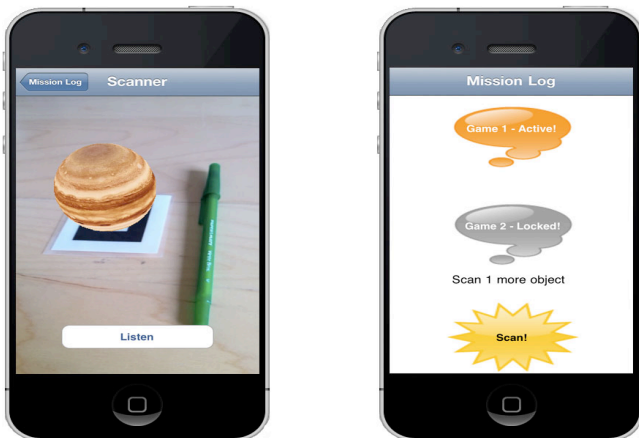 Mission Log
Scanner
Listen
Mission Log
Game 1 - Active!
Game 2 - Locked!
Scan 1 more object
Scan!